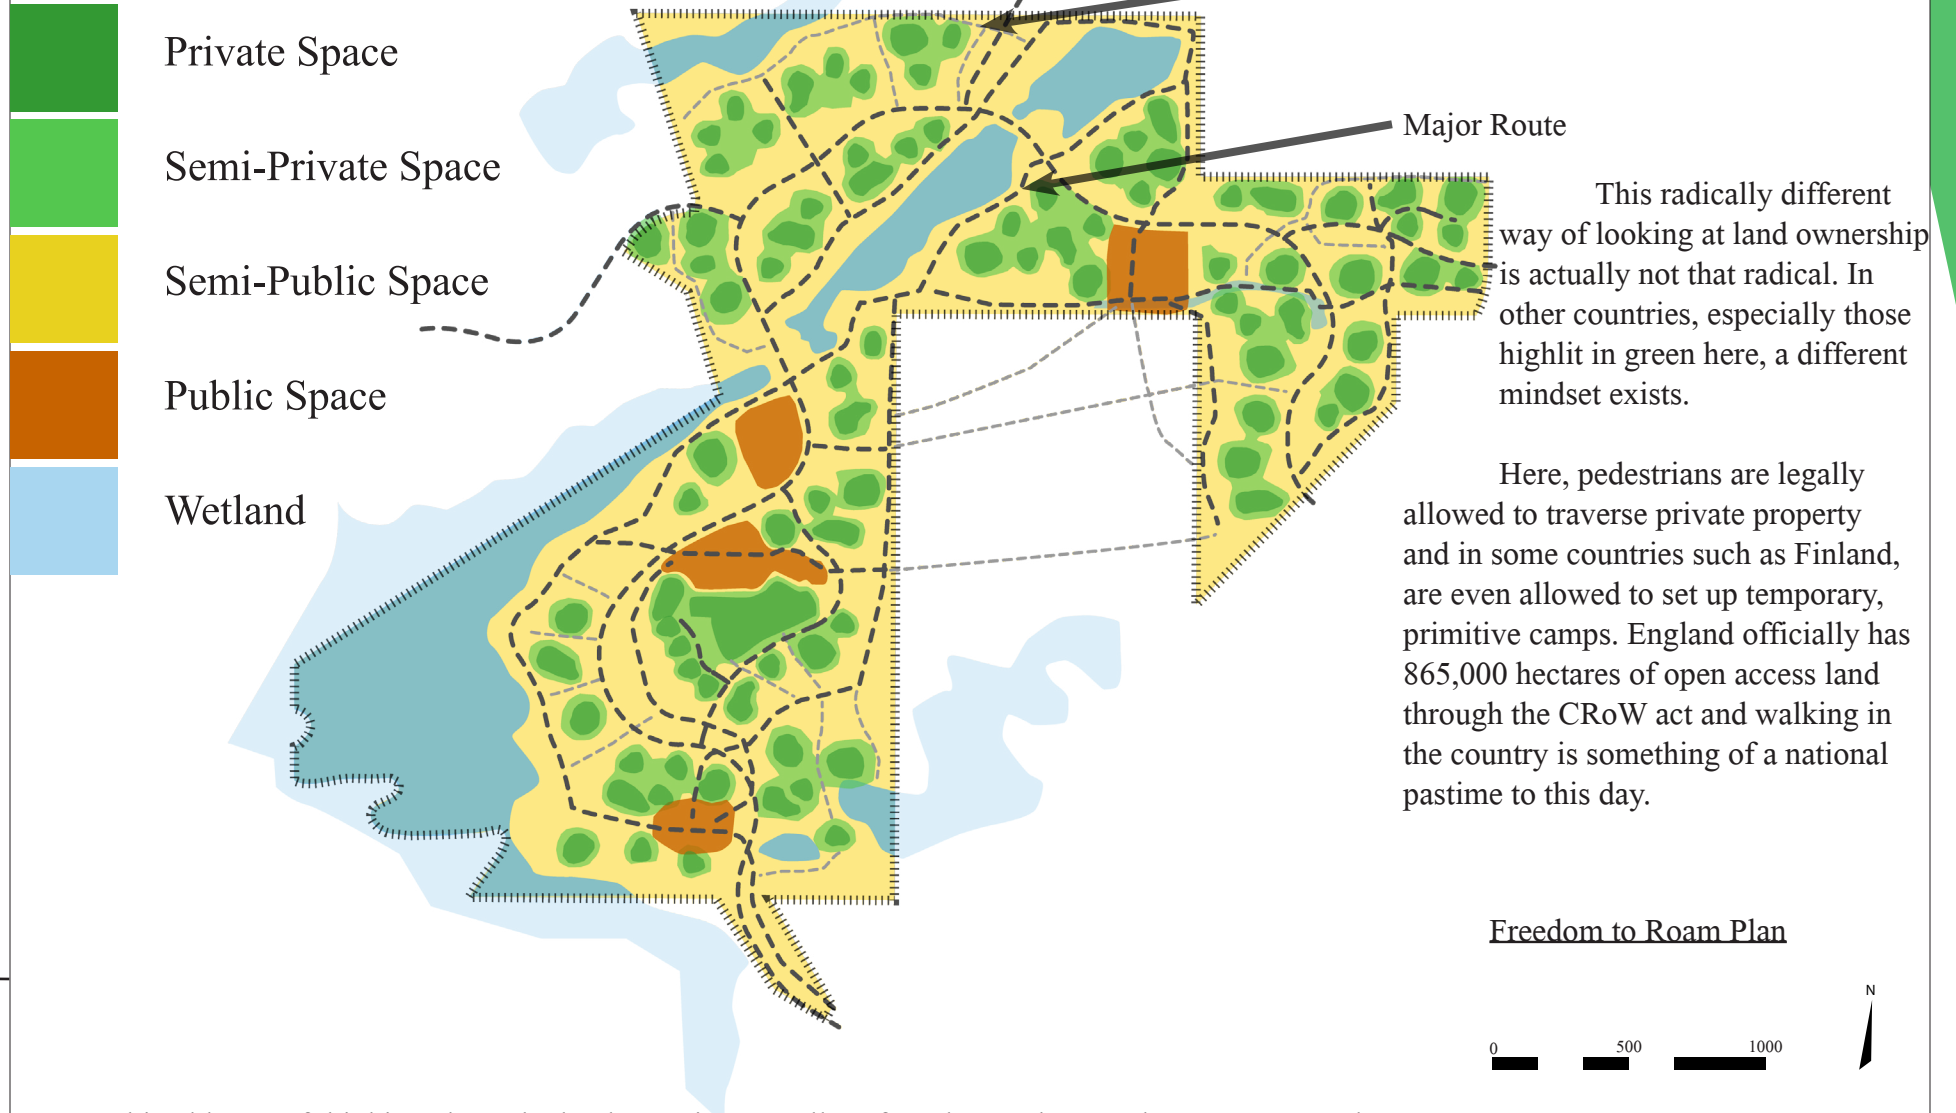 Private Space
Semi-Private Space
Semi-Public Space
Public Space
Wetland
Major Route
This radically different
way of looking at land ownership
is actually not that radical. In
other countries, especially those
highlit in green here, a different
mindset exists.
Here, pedestrians are legally
allowed to traverse private property
and in some countries such as Finland,
are even allowed to set up temporary,
primitive camps. England officially has
865,000 hectares of open access land
through the CRoW act and walking in
the country is something of a national
pastime to this day.
Freedom to Roam Plan
N
0 500 1000